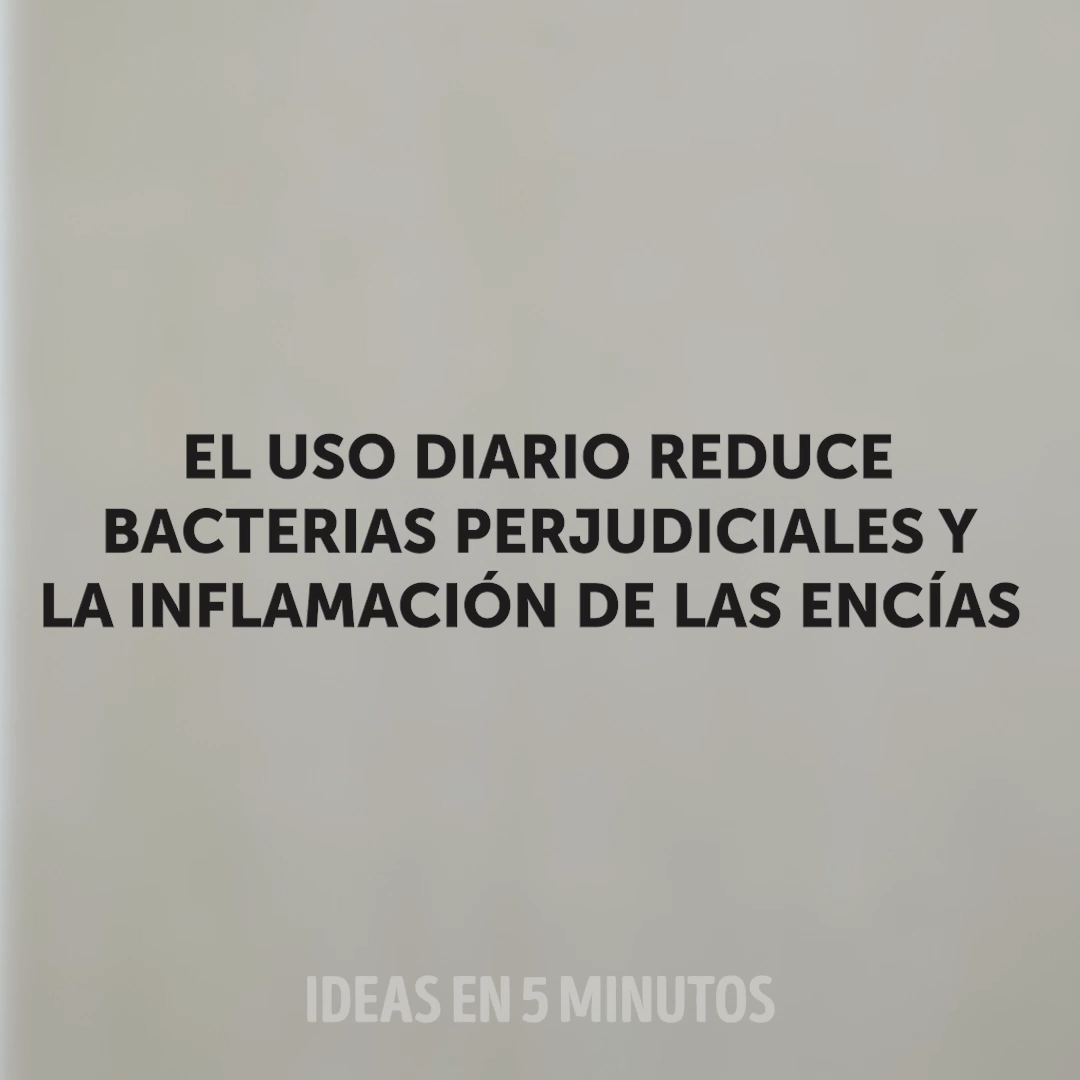 EL USO DIARIO REDUCE
BACTERIAS PERJUDICIALES Y
LA INFLAMACIÓN DE LAS ENCÍAS
IDEAS EN 5 MINUTOS